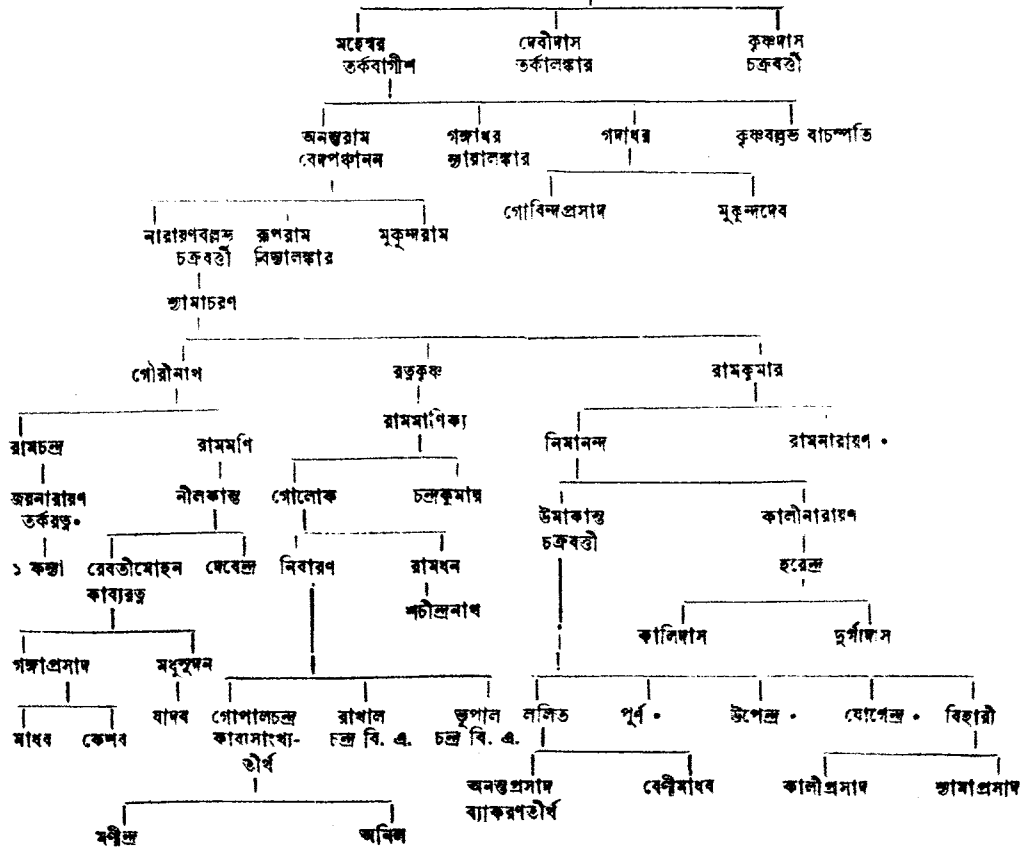 মহেশ্বর দেবীদাস কৃষ্ণদাস
তর্কবাগীশ তর্কালঙ্কার চক্রবর্ত্তী
অনন্তরাম গঙ্গাধর গদাধর কৃষ্ণবল্লভ বাচস্পতি
বেদপঞ্চানন ন্যায়ালঙ্কার
গোবিন্দপ্রসাদ মুকুন্দদেব
নারায়ণবল্লভ রূপরাম মুকুন্দরাম
চক্রবর্ত্তী বিদ্যালঙ্কার
শ্যামাচরণ
গৌরীনাথ রত্নকৃষ্ণ রামকুমার
রামমাণিক্য
রামচন্দ্র রামমণি নিমানন্দ রামনারায়ণ •
জয়নারায়ণ নীলকান্ত গোলোক চন্দ্রকুমার
তর্করত্ন • উমাকান্ত কালীনারায়ণ
চক্রবর্ত্তী
১ কন্যা রেবতীমোহন দেবেন্দ্র নিবারণ রামধন হরেন্দ্র
কাব্যরত্ন
শচীন্দ্রনাথ
কালিদাস দুর্গাদাস
গঙ্গাপ্রসাদ মধুসূদন
মাধব কেশব যাদব গোপালচন্দ্র রাখাল ভূপাল ললিত পূর্ণ • উপেন্দ্র • যোগেন্দ্র • বিহারী
কাব্যসাংখ্য- চন্দ্র বি. এ. চন্দ্র বি. এ.
তীর্থ
অনন্তপ্রসাদ বেণীমাধব কালীপ্রসাদ শ্যামাপ্রসাদ
ব্যাকরণতীর্থ
মণীন্দ্র অনিল